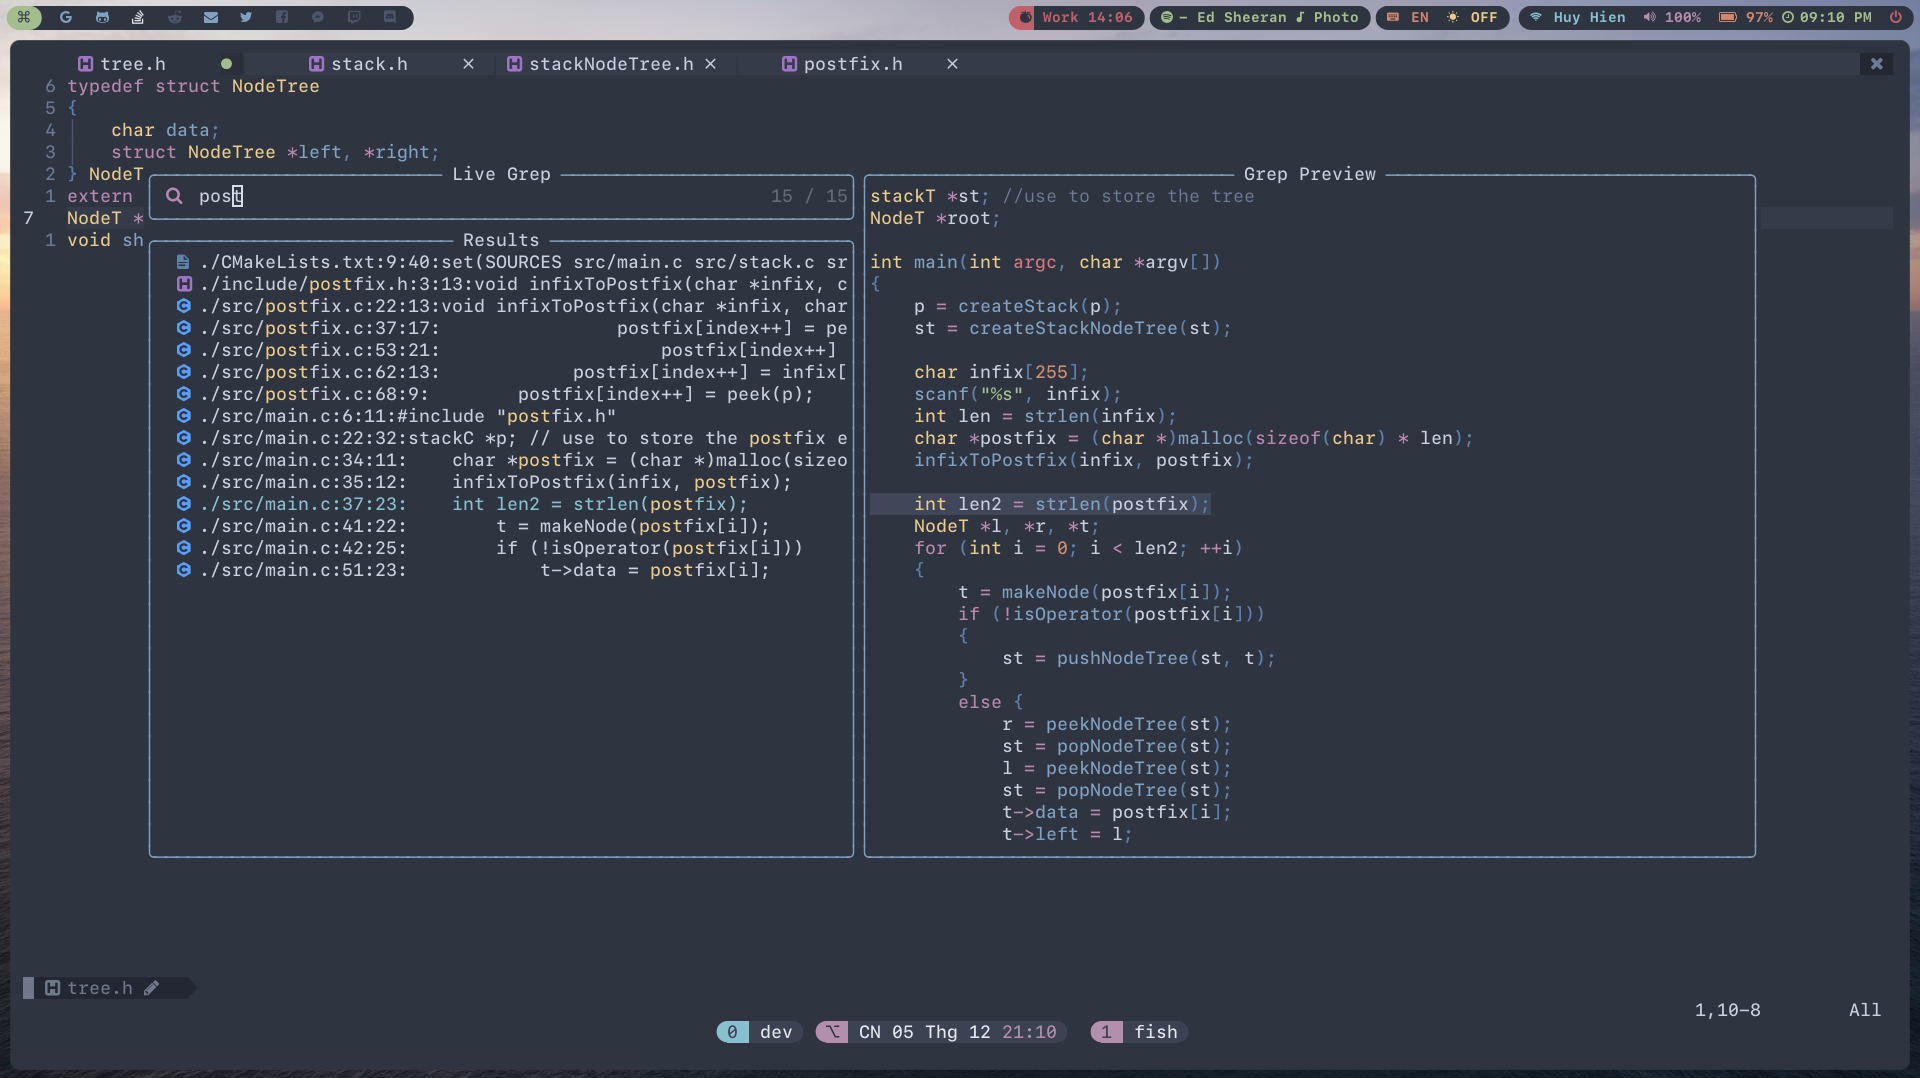 Work 14:06
– Ed Sheeran ♪ Photo
EN OFF
Huy Hien 100% 97% 09:10 PM
tree.h stack.h × stackNodeTree.h × postfix.h ×
6 typedef struct NodeTree
5 {
4     char data;
3     struct NodeTree *left, *right;
2 } NodeT
1 extern
7 NodeT *
1 void sh
Live Grep
post 15 / 15
Results
./CMakeLists.txt:9:40:set(SOURCES src/main.c src/stack.c sr
./include/postfix.h:3:13:void infixToPostfix(char *infix, c
./src/postfix.c:22:13:void infixToPostfix(char *infix, char
./src/postfix.c:37:17:                postfix[index++] = pe
./src/postfix.c:53:21:                    postfix[index++]
./src/postfix.c:62:13:            postfix[index++] = infix[
./src/postfix.c:68:9:        postfix[index++] = peek(p);
./src/main.c:6:11:#include "postfix.h"
./src/main.c:22:32:stackC *p; // use to store the postfix e
./src/main.c:34:11:    char *postfix = (char *)malloc(sizeo
./src/main.c:35:12:    infixToPostfix(infix, postfix);
./src/main.c:37:23:    int len2 = strlen(postfix);
./src/main.c:41:22:        t = makeNode(postfix[i]);
./src/main.c:42:25:        if (!isOperator(postfix[i]))
./src/main.c:51:23:            t->data = postfix[i];
Grep Preview
stackT *st; //use to store the tree
NodeT *root;
int main(int argc, char *argv[])
{
    p = createStack(p);
    st = createStackNodeTree(st);
    char infix[255];
    scanf("%s", infix);
    int len = strlen(infix);
    char *postfix = (char *)malloc(sizeof(char) * len);
    infixToPostfix(infix, postfix);
    int len2 = strlen(postfix);
    NodeT *l, *r, *t;
    for (int i = 0; i < len2; ++i)
    {
        t = makeNode(postfix[i]);
        if (!isOperator(postfix[i]))
        {
            st = pushNodeTree(st, t);
        }
        else {
            r = peekNodeTree(st);
            st = popNodeTree(st);
            l = peekNodeTree(st);
            st = popNodeTree(st);
            t->data = postfix[i];
            t->left = l;
tree.h
1,10-8 All
0 dev ⌥ CN 05 Thg 12 21:10 1 fish